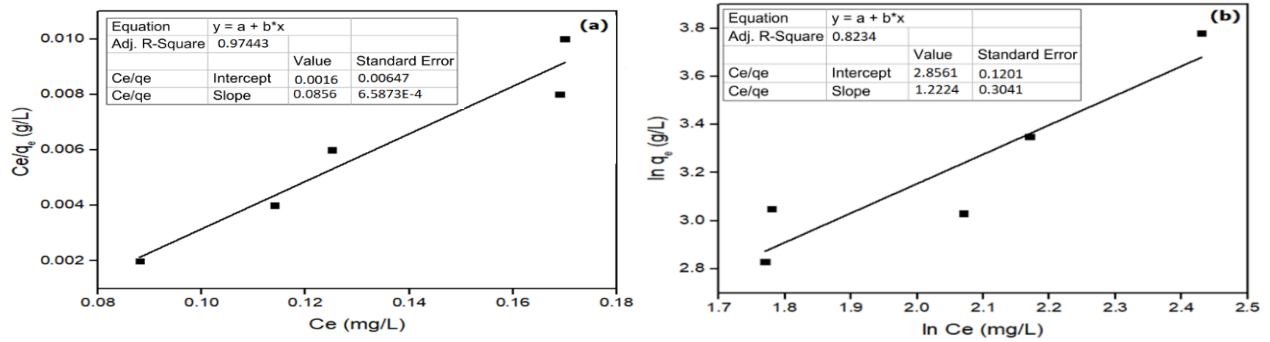 Equation y = a + b*x
Adj. R-Square 0.97443
Value Standard Error
Ce/qe Intercept 0.0016 0.00647
Ce/qe Slope 0.0856 6.5873E-4
(a)
0.010
0.008
0.006
0.004
0.002
Ce/qe (g/L)
0.08 0.10 0.12 0.14 0.16 0.18
Ce (mg/L)
Equation y = a + b*x
Adj. R-Square 0.8234
Value Standard Error
Ce/qe Intercept 2.8561 0.1201
Ce/qe Slope 1.2224 0.3041
(b)
3.8
3.6
3.4
3.2
3.0
2.8
ln qe (g/L)
1.7 1.8 1.9 2.0 2.1 2.2 2.3 2.4 2.5
ln Ce (mg/L)